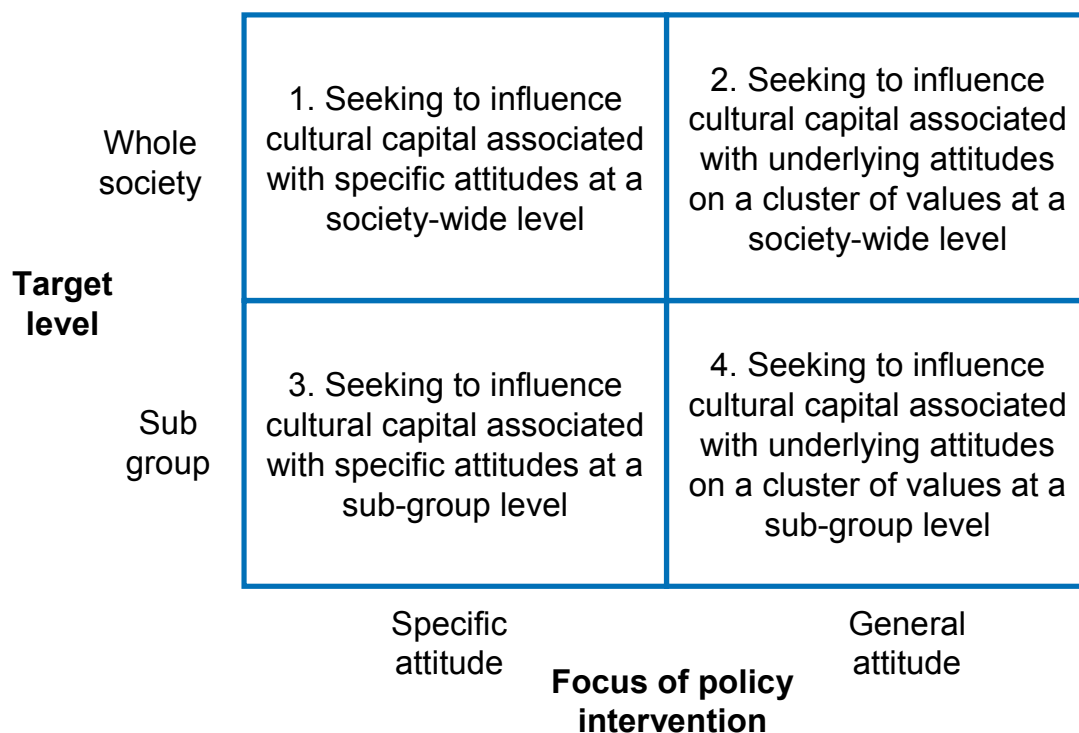 1. Seeking to influence
cultural capital associated
with specific attitudes at a
society-wide level
2. Seeking to influence
cultural capital associated
with underlying attitudes
on a cluster of values at a
society-wide level
Whole
society
Target
level
3. Seeking to influence
cultural capital associated
with specific attitudes at a
sub-group level
4. Seeking to influence
cultural capital associated
with underlying attitudes
on a cluster of values at a
sub-group level
Sub
group
Specific
attitude
General
attitude
Focus of policy
intervention